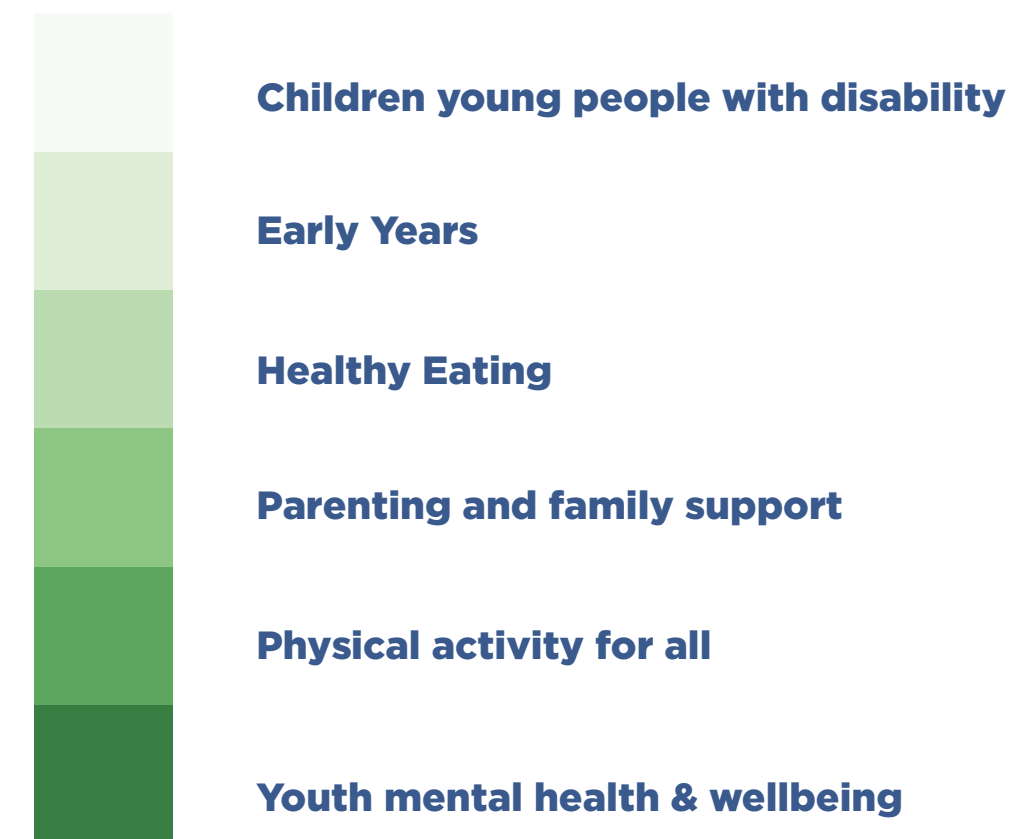 Children young people with disability
Early Years
Healthy Eating
Parenting and family support
Physical activity for all
Youth mental health & wellbeing